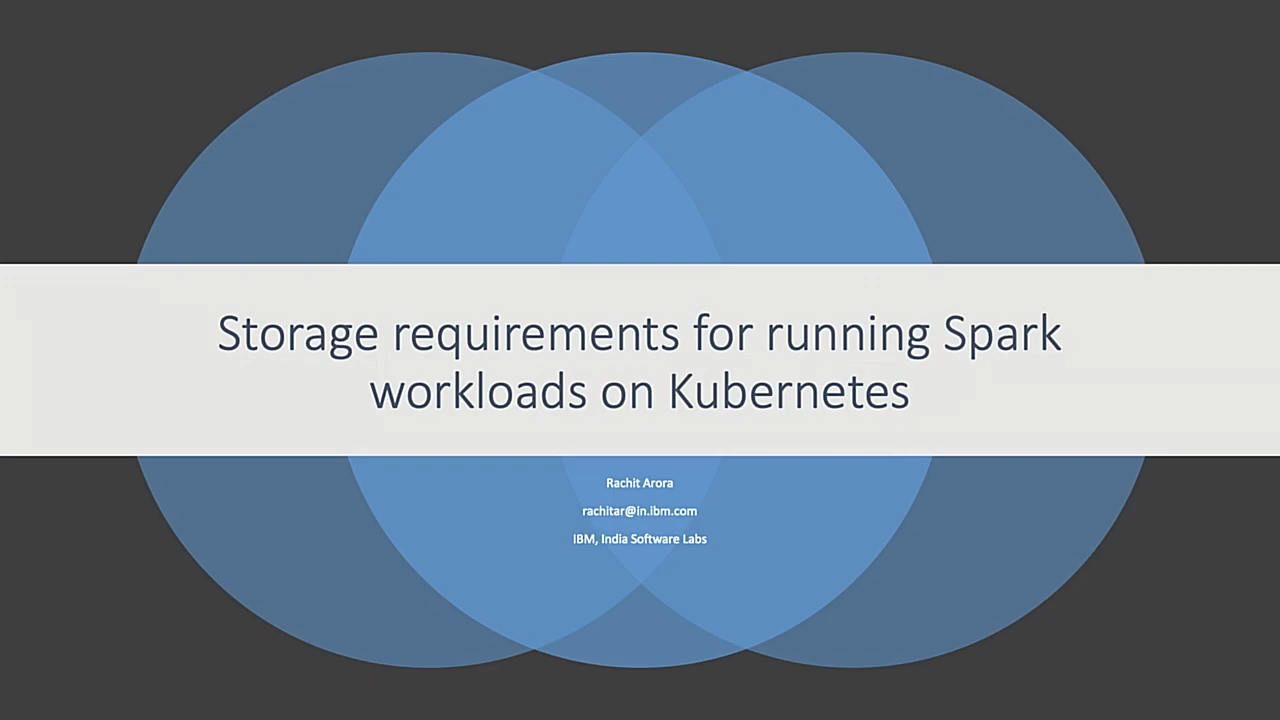 Storage requirements for running Spark
workloads on Kubernetes
Rachit Arora
rachitar@in.ibm.com
IBM, India Software Labs